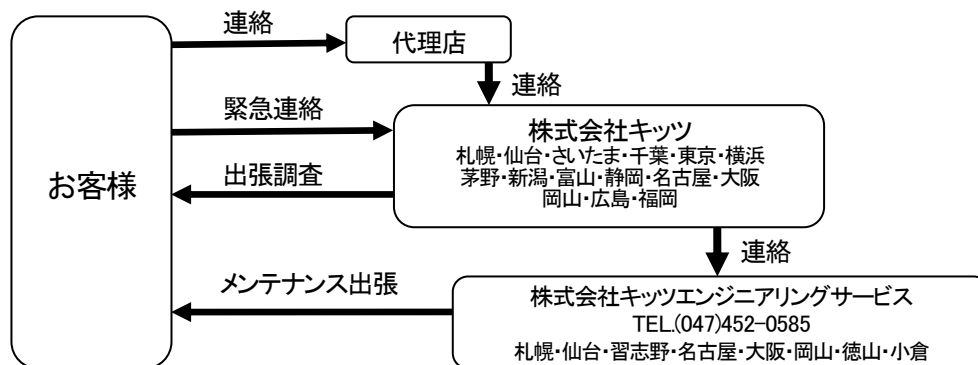 連絡
代理店
連絡
緊急連絡
株式会社キッツ
札幌・仙台・さいたま・千葉・東京・横浜
茅野・新潟・富山・静岡・名古屋・大阪
岡山・広島・福岡
お客様
出張調査
連絡
メンテナンス出張
株式会社キッツエンジニアリングサービス
TEL.(047)452-0585
札幌・仙台・習志野・名古屋・大阪・岡山・徳山・小倉